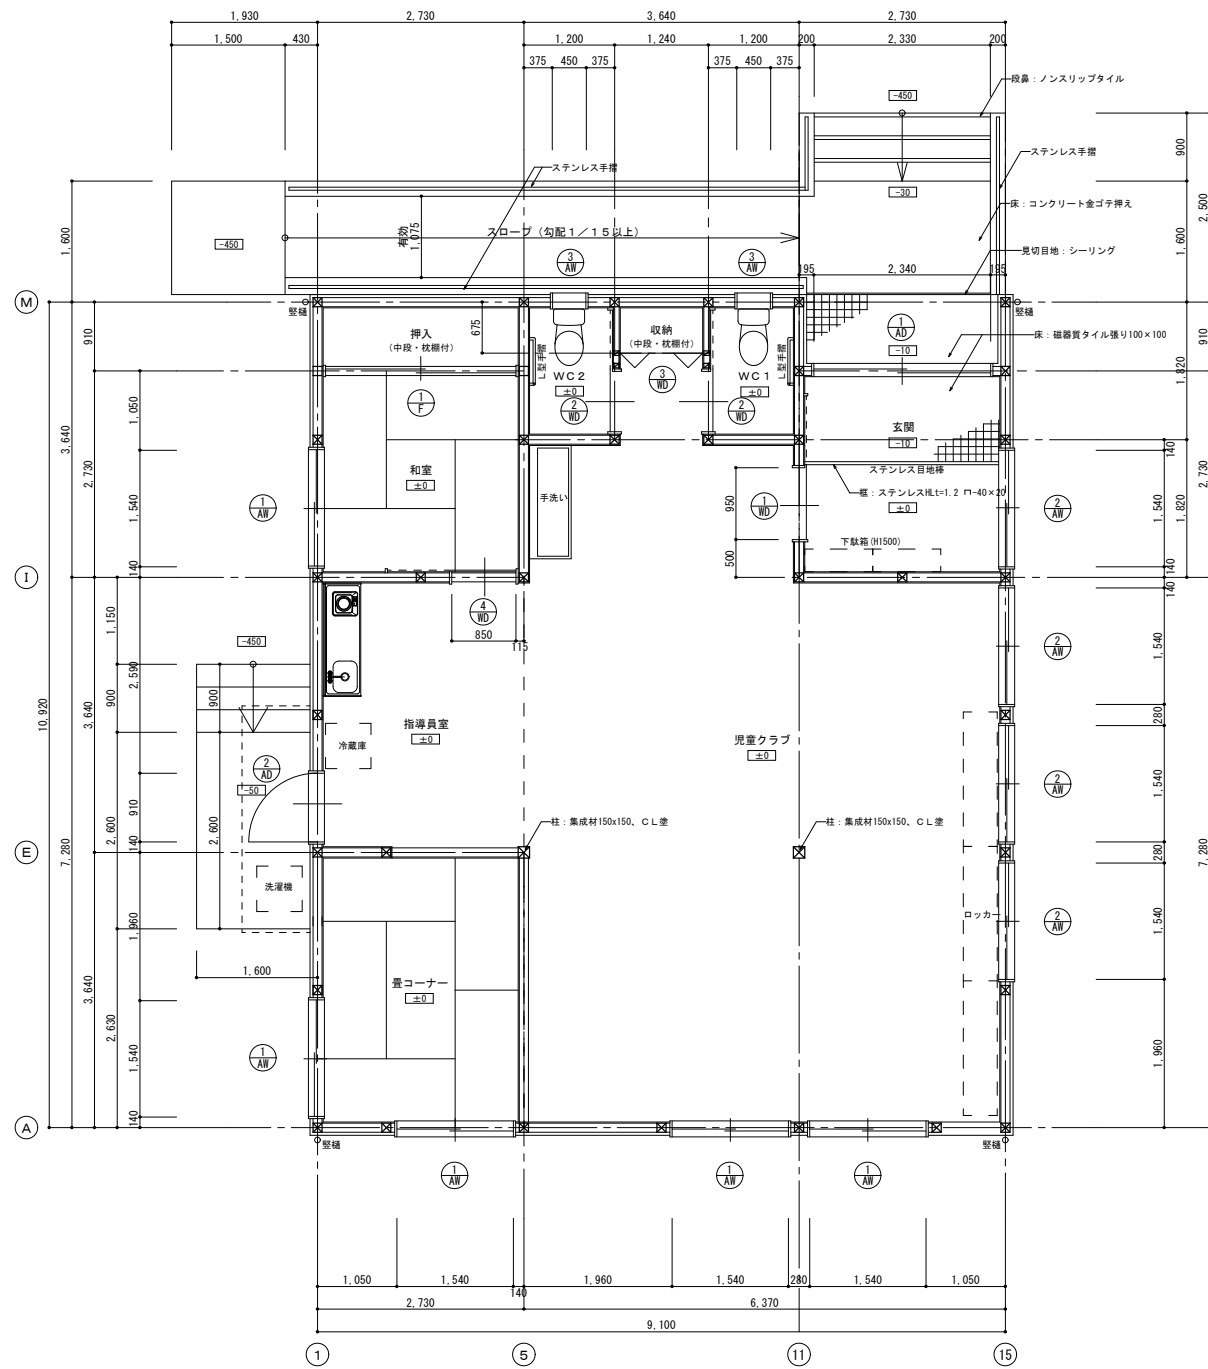 1,930 2,730 3,640 2,730
1,500 430 1,200 1,240 1,200 200 2,330 200
375 450 375 375 450 375
段鼻：ノンスリップタイル
-450
ステンレス手摺
ステンレス手摺
-30
床：コンクリート金ゴテ押え
有効
1,075
スロープ（勾配１／１５以上）
-450
見切目地：シーリング
3
AW
3
AW
195 2,340 195
900
2,500
1,600
1,600
M
竪樋
竪樋
押入
(中段・枕棚付)
675
収納
(中段・枕棚付)
1
AD
-10
床：磁器質タイル張り100×100
L型手摺
L型手摺
WC2
±0
WC1
±0
3
WD
2
WD
2
WD
1
F
910
910
1,820
玄関
-10
1,050
3,640
2,730
和室
±0
手洗い
ステンレス目地棒
框：ステンレスHLt=1.2 ㄇ-40×20
±0
950
1
WD
500
下駄箱(H1500)
1
AW
1,540
140
2
AW
140
1,540
1,820
2,730
140
I
4
WD
850
115
1,150
-450
2,590
900
900
10,920
3,640
140
2
AW
1,540
280
指導員室
±0
冷蔵庫
児童クラブ
±0
2
AD
-50
910
2,600
2,600
140
7,280
2
AW
1,540
7,280
柱：集成材150x150、ＣＬ塗
柱：集成材150x150、ＣＬ塗
E
280
洗濯機
ロッカー
2
AW
1,540
1,960
1,600
3,640
2,630
畳コーナー
±0
1
AW
1,540
140
1,960
A
竪樋
竪樋
1
AW
1
AW
1
AW
1,050 1,540 140 1,960 1,540 280 1,540 1,050
2,730 6,370
9,100
1 5 11 15